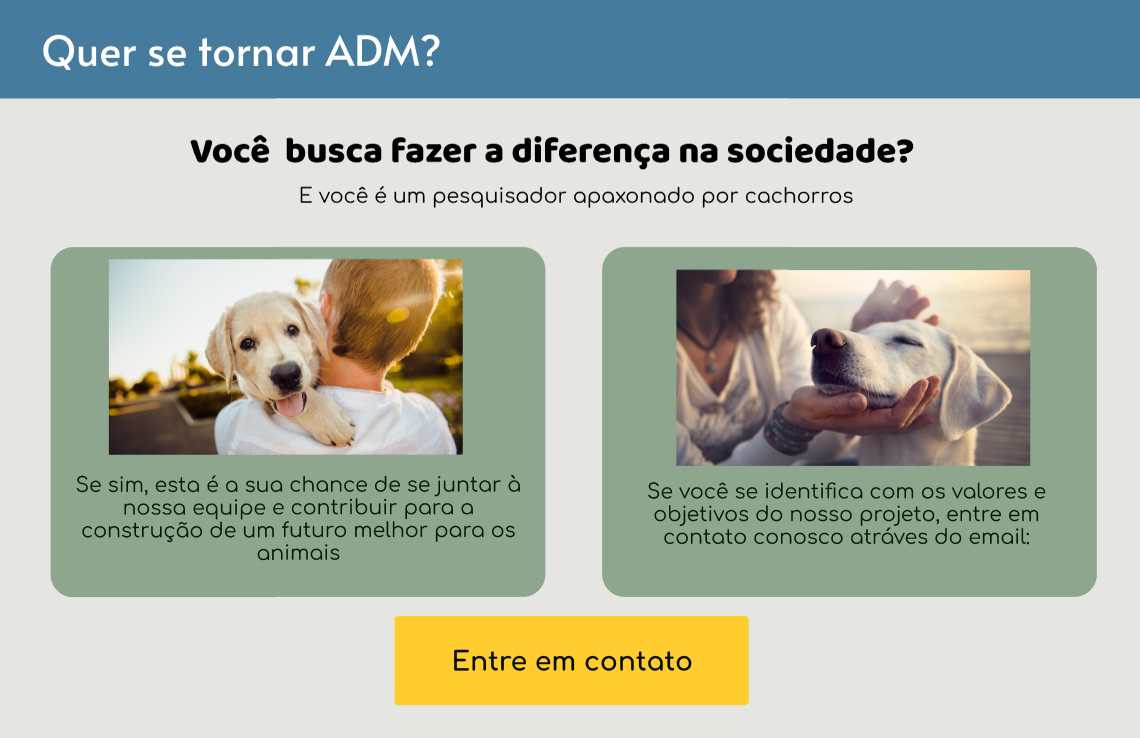 Quer se tornar ADM?
Você busca fazer a diferença na sociedade?
E você é um pesquisador apaxonado por cachorros
Se sim, esta é a sua chance de se juntar à
nossa equipe e contribuir para a
construção de um futuro melhor para os
animais
Se você se identifica com os valores e
objetivos do nosso projeto, entre em
contato conosco atráves do email:
Entre em contato